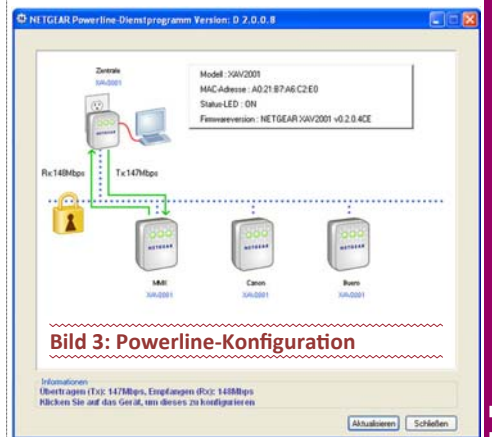 NETGEAR Powerline-Dienstprogramm Version: D 2.0.0.8
Zentrale
XAV2001
Modell : XAV2001
MAC-Adresse : A0:21:B7:A6:C2:E0
Status-LED : ON
Firmwareversion : NETGEAR XAV2001 v0.2.0.4CE
NETGEAR
Rx:148Mbps
Tx:147Mbps
NETGEAR
NETGEAR
NETGEAR
MMK
Canon
Buero
XAV2001
XAV2001
XAV2001
Bild 3: Powerline-Konfiguration
Informationen
Übertragen (Tx): 147Mbps, Empfangen (Rx): 148Mbps
Klicken Sie auf das Gerät, um dieses zu konfigurieren
Aktualisieren
Schließen